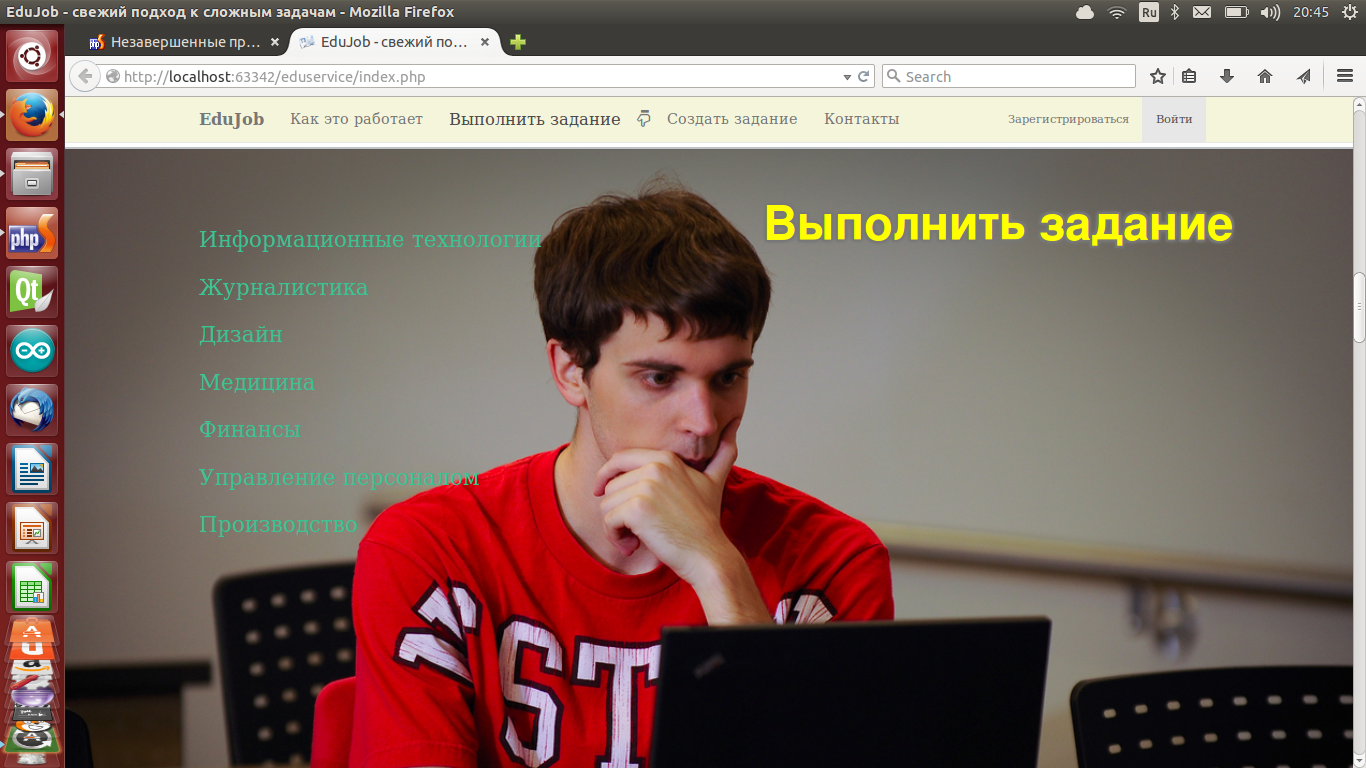 EduJob - свежий подход к сложным задачам - Mozilla Firefox
Ru
20:45
Незавершенные пр...
EduJob - свежий по...
http://localhost:63342/eduservice/index.php
Search
EduJob
Как это работает
Выполнить задание
Создать задание
Контакты
Зарегистрироваться
Войти
Выполнить задание
Информационные технологии
Журналистика
Дизайн
Медицина
Финансы
Управление персоналом
Производство
php
Qt
ST